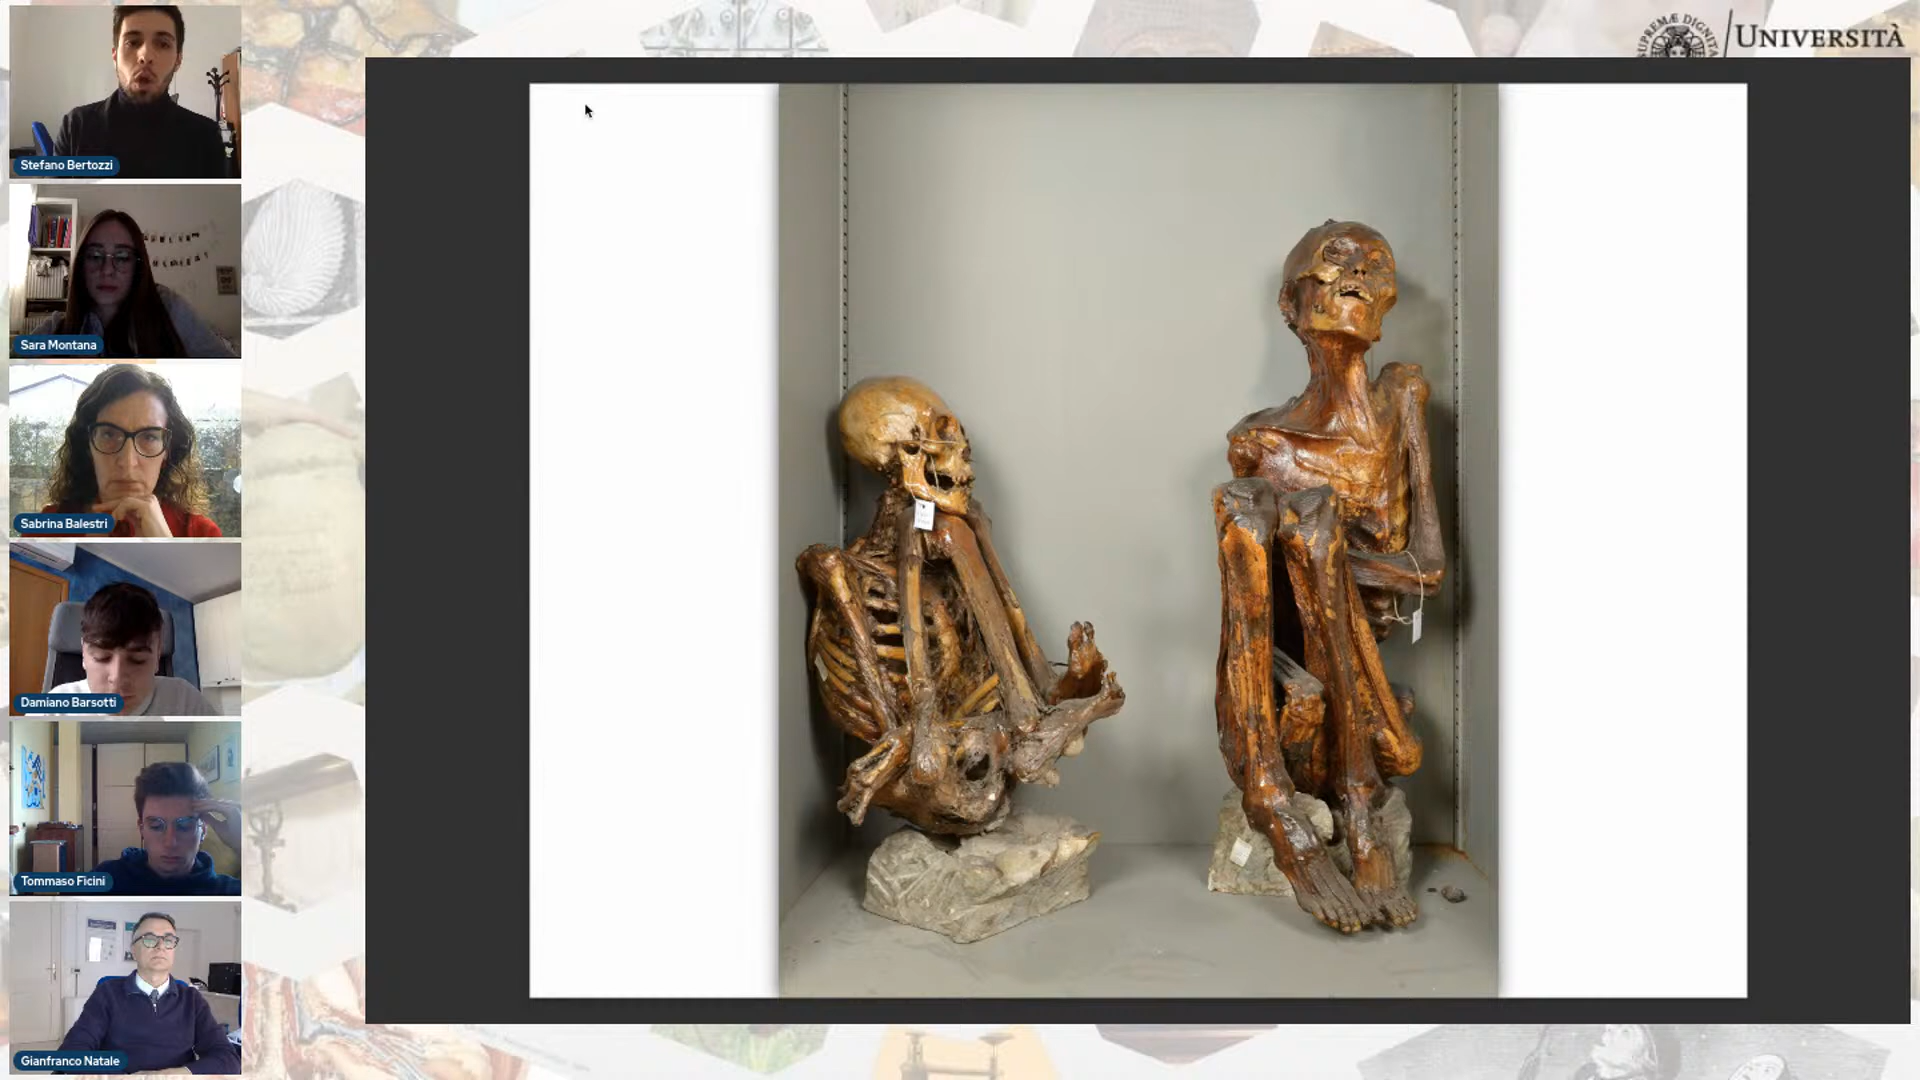 Stefano Bertozzi
Sara Montana
Sabrina Balestri
Damiano Barsotti
Tommaso Ficini
Gianfranco Natale
UNIVERSITÀ